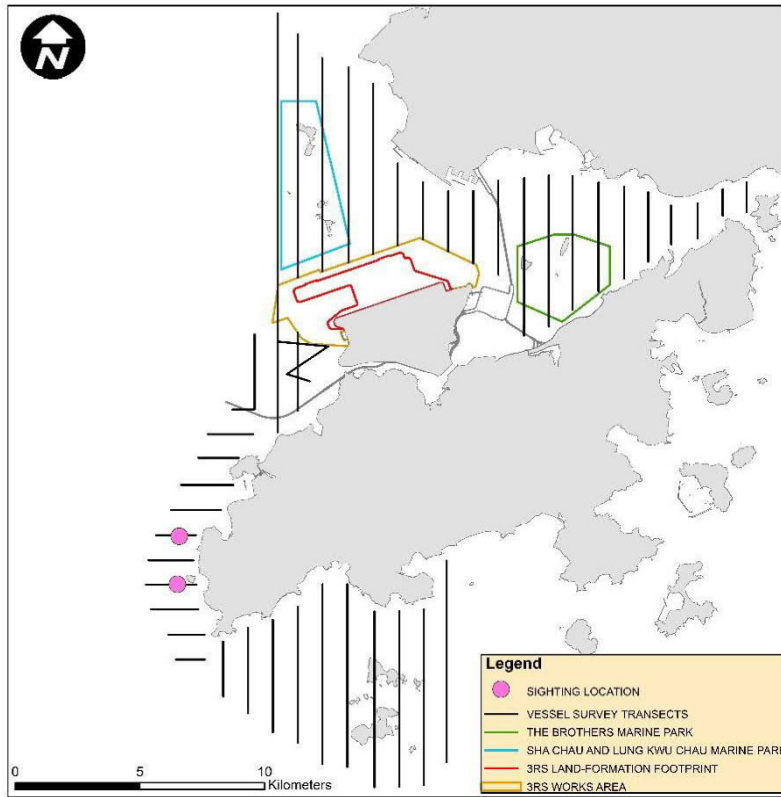 N
Legend
SIGHTING LOCATION
VESSEL SURVEY TRANSECTS
THE BROTHERS MARINE PARK
SHA CHAU AND LUNG KWU CHAU MARINE PARK
3RS LAND-FORMATION FOOTPRINT
3RS WORKS AREA
0 5 10
Kilometers